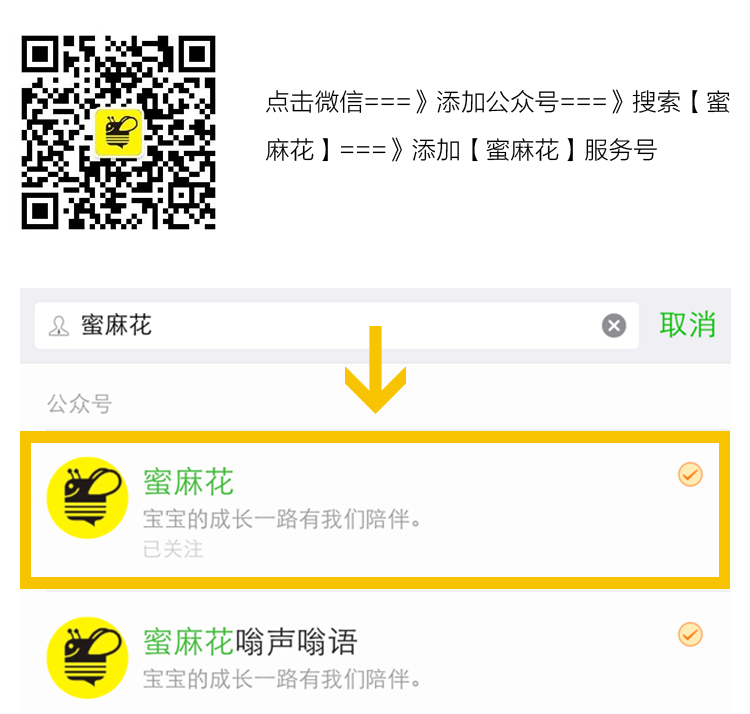 点击微信===》添加公众号===》搜索【蜜
麻花】===》添加【蜜麻花】服务号
蜜麻花
取消
公众号
蜜麻花
宝宝的成长一路有我们陪伴。
已关注
蜜麻花嗡声嗡语
宝宝的成长一路有我们陪伴。